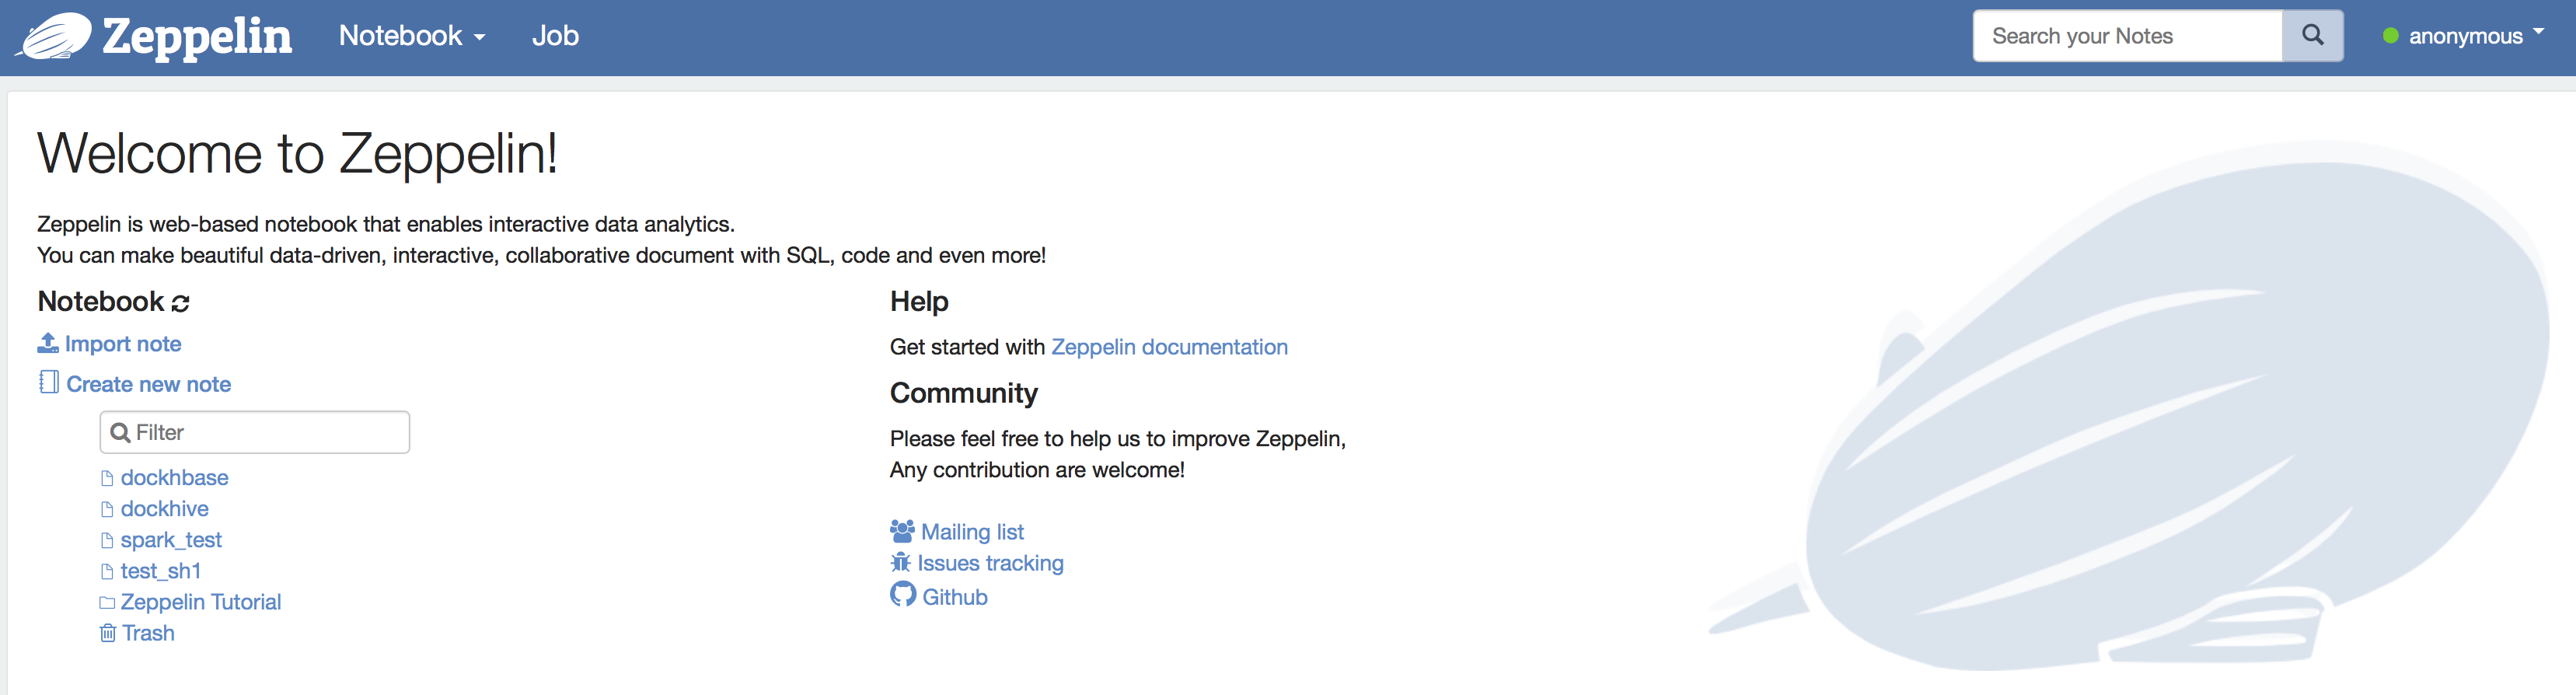 Zeppelin Notebook Job Search your Notes anonymous
Welcome to Zeppelin!
Zeppelin is web-based notebook that enables interactive data analytics.
You can make beautiful data-driven, interactive, collaborative document with SQL, code and even more!
Notebook
Import note
Create new note
Filter
dockhbase
dockhive
spark_test
test_sh1
Zeppelin Tutorial
Trash
Help
Get started with Zeppelin documentation
Community
Please feel free to help us to improve Zeppelin,
Any contribution are welcome!
Mailing list
Issues tracking
Github